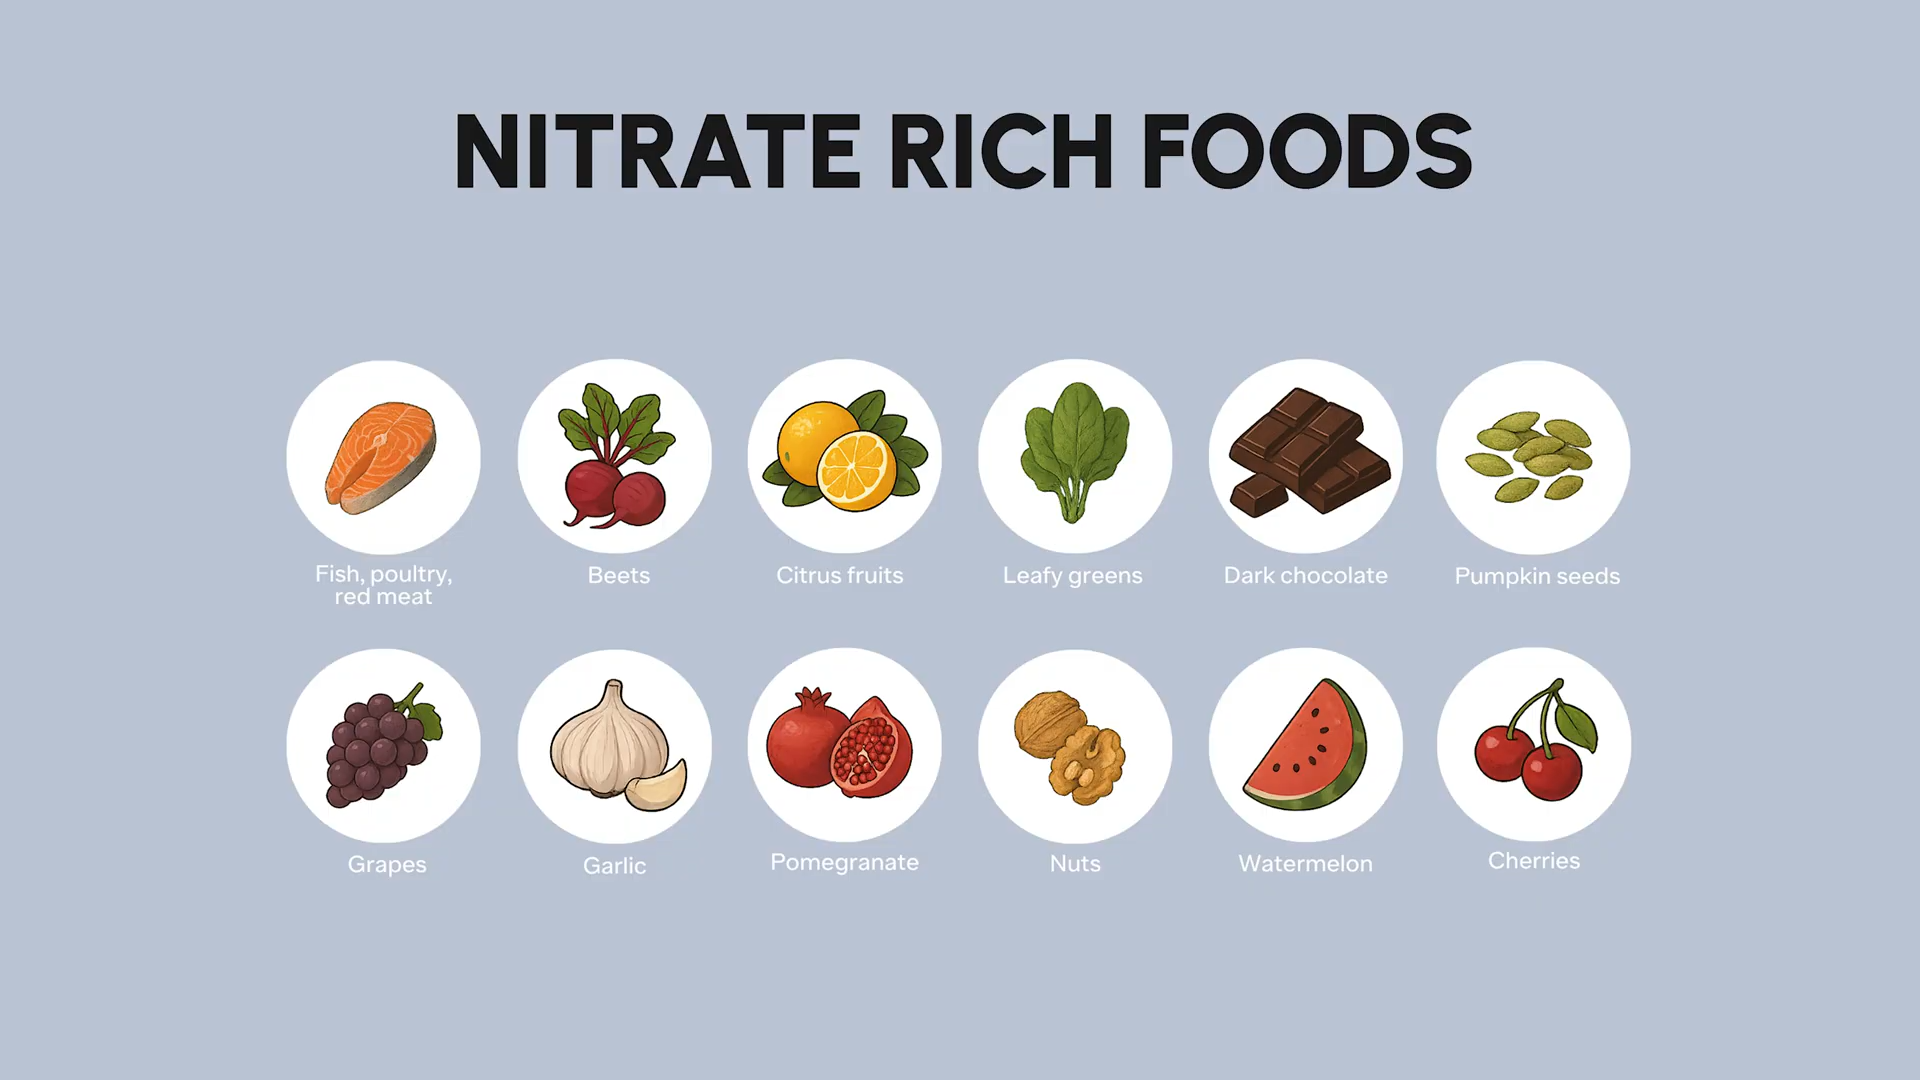 NITRATE RICH FOODS
Fish, poultry,
red meat
Beets
Citrus fruits
Leafy greens
Dark chocolate
Pumpkin seeds
Grapes
Garlic
Pomegranate
Nuts
Watermelon
Cherries